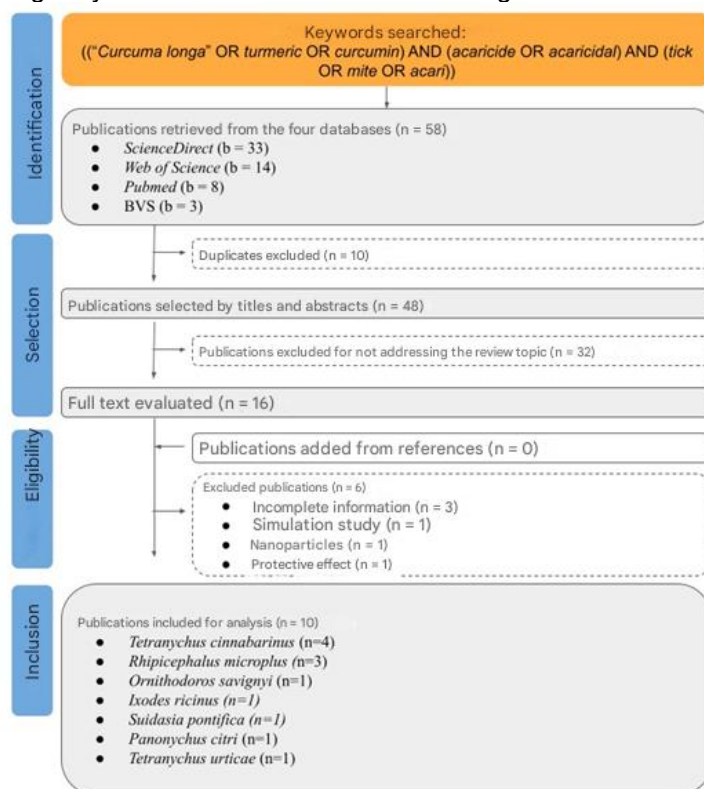 Keywords searched:
(("Curcuma longa" OR turmeric OR curcumin) AND (acaricide OR acaricidal) AND (tick
OR mite OR acari))
Identification
Publications retrieved from the four databases (n = 58)
● ScienceDirect (b = 33)
● Web of Science (b = 14)
● Pubmed (b = 8)
● BVS (b = 3)
Selection
Duplicates excluded (n = 10)
Publications selected by titles and abstracts (n = 48)
Publications excluded for not addressing the review topic (n = 32)
Full text evaluated (n = 16)
Eligibility
Publications added from references (n = 0)
Excluded publications (n = 6)
● Incomplete information (n = 3)
● Simulation study (n = 1)
● Nanoparticles (n = 1)
● Protective effect (n = 1)
Inclusion
Publications included for analysis (n = 10)
● Tetranychus cinnabarinus (n=4)
● Rhipicephalus microplus (n=3)
● Ornithodoros savignyi (n=1)
● Ixodes ricinus (n=1)
● Suidasia pontifica (n=1)
● Panonychus citri (n=1)
● Tetranychus urticae (n=1)